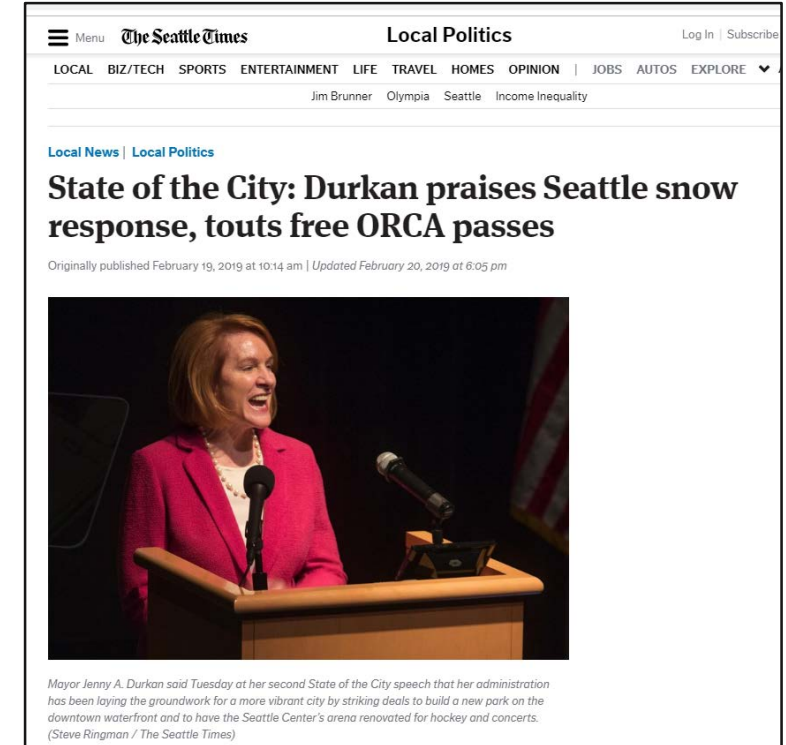 Menu The Seattle Times Local Politics Log In | Subscribe
LOCAL BIZ/TECH SPORTS ENTERTAINMENT LIFE TRAVEL HOMES OPINION | JOBS AUTOS EXPLORE
Jim Brunner Olympia Seattle Income Inequality
Local News | Local Politics
State of the City: Durkan praises Seattle snow
response, touts free ORCA passes
Originally published February 19, 2019 at 10:14 am | Updated February 20, 2019 at 6:05 pm
Mayor Jenny A. Durkan said Tuesday at her second State of the City speech that her administration
has been laying the groundwork for a more vibrant city by striking deals to build a new park on the
downtown waterfront and to have the Seattle Center's arena renovated for hockey and concerts.
(Steve Ringman / The Seattle Times)